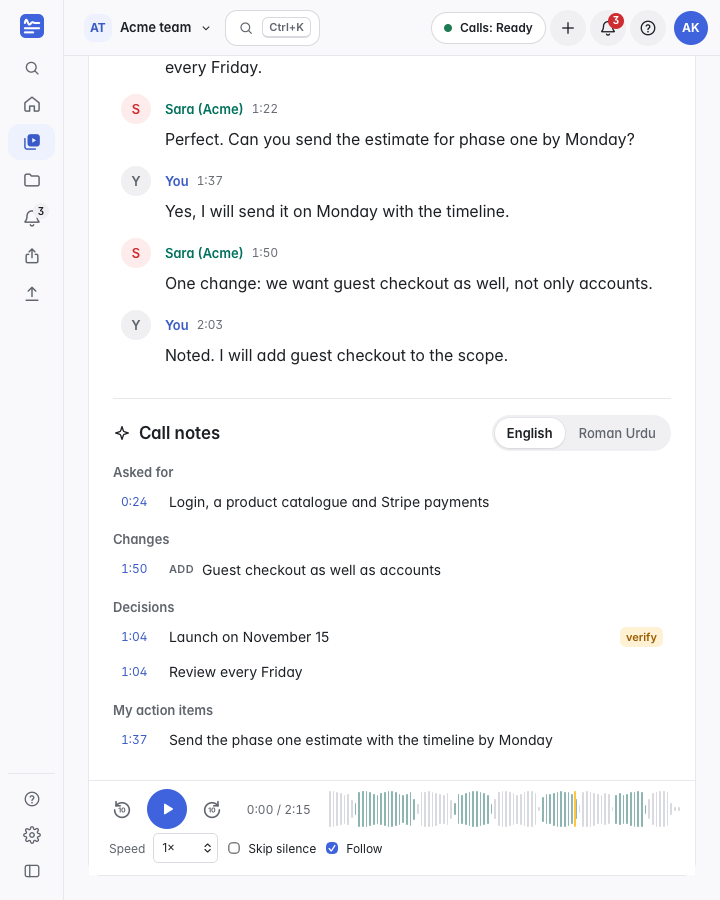 AT Acme team Ctrl+K Calls: Ready 3 AK
every Friday.
S Sara (Acme) 1:22
Perfect. Can you send the estimate for phase one by Monday?
Y You 1:37
Yes, I will send it on Monday with the timeline.
3
S Sara (Acme) 1:50
One change: we want guest checkout as well, not only accounts.
Y You 2:03
Noted. I will add guest checkout to the scope.
Call notes English Roman Urdu
Asked for
0:24 Login, a product catalogue and Stripe payments
Changes
1:50 ADD Guest checkout as well as accounts
Decisions
1:04 Launch on November 15 verify
1:04 Review every Friday
My action items
1:37 Send the phase one estimate with the timeline by Monday
10 10 0:00 / 2:15
Speed 1× Skip silence Follow